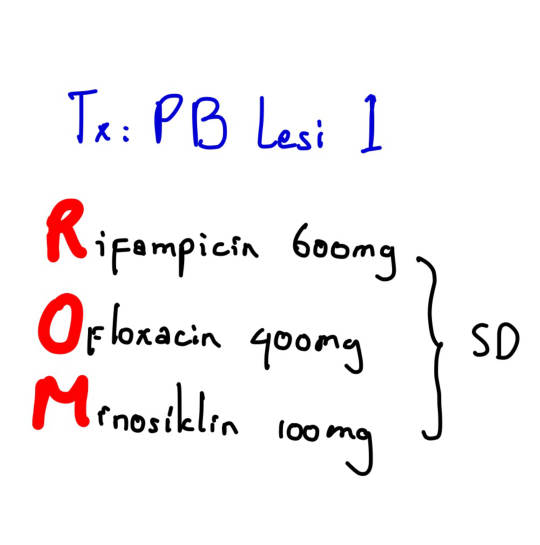 Tx: PB Lesi 1
Rifampicin 600mg
Ofloxacin 400mg
SD
Minosiklin 100mg